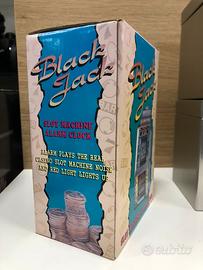 Black
Jack
SLOT MACHINE
ALARM CLOCK
ALARM PLAYS THE REAL
CASINO SLOT MACHINE NOISE
AND RED LIGHT LIGHTS UP
Black
Jack
subito